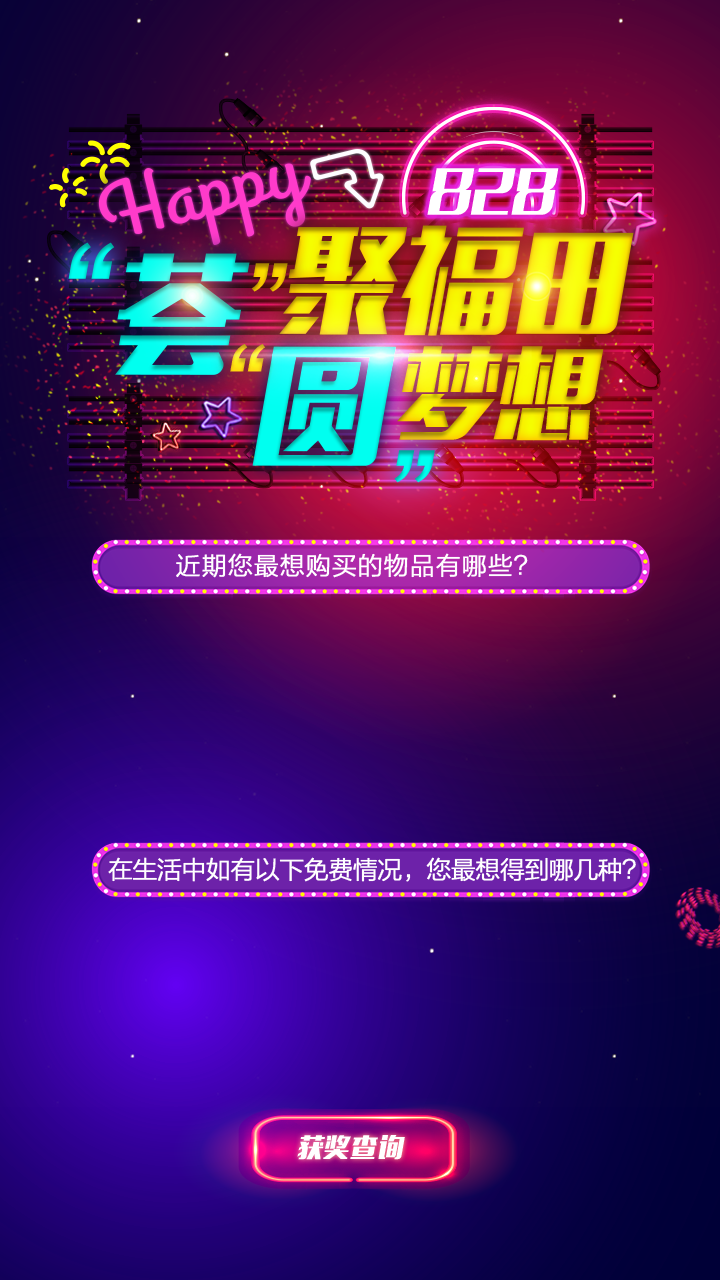 Happy 828
“荟”聚福田
“圆”梦想
近期您最想购买的物品有哪些?
在生活中如有以下免费情况，您最想得到哪几种?
获奖查询